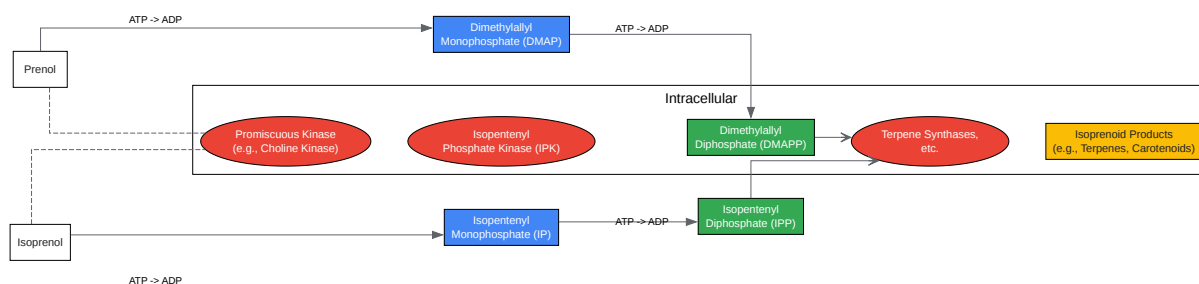 ATP -> ADP
Dimethylallyl
Monophosphate (DMAP)
ATP -> ADP
Prenol
Intracellular
Promiscuous Kinase
(e.g., Choline Kinase)
Isopentenyl
Phosphate Kinase (IPK)
Dimethylallyl
Diphosphate (DMAPP)
Terpene Synthases,
etc.
Isoprenoid Products
(e.g., Terpenes, Carotenoids)
Isoprenol
Isopentenyl
Monophosphate (IP)
ATP -> ADP
Isopentenyl
Diphosphate (IPP)
ATP -> ADP